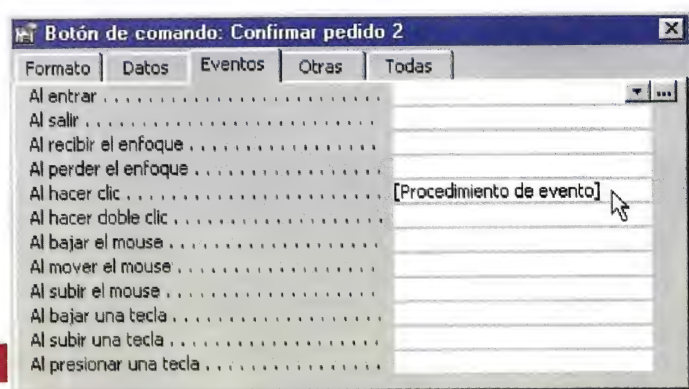 Botón de comando: Confirmar pedido 2
Formato Datos Eventos Otras Todas
Al entrar
Al salir
Al recibir el enfoque
Al perder el enfoque
Al hacer clic [Procedimiento de evento]
Al hacer doble clic
Al bajar el mouse
Al mover el mouse
Al subir el mouse
Al bajar una tecla
Al subir una tecla
Al presionar una tecla